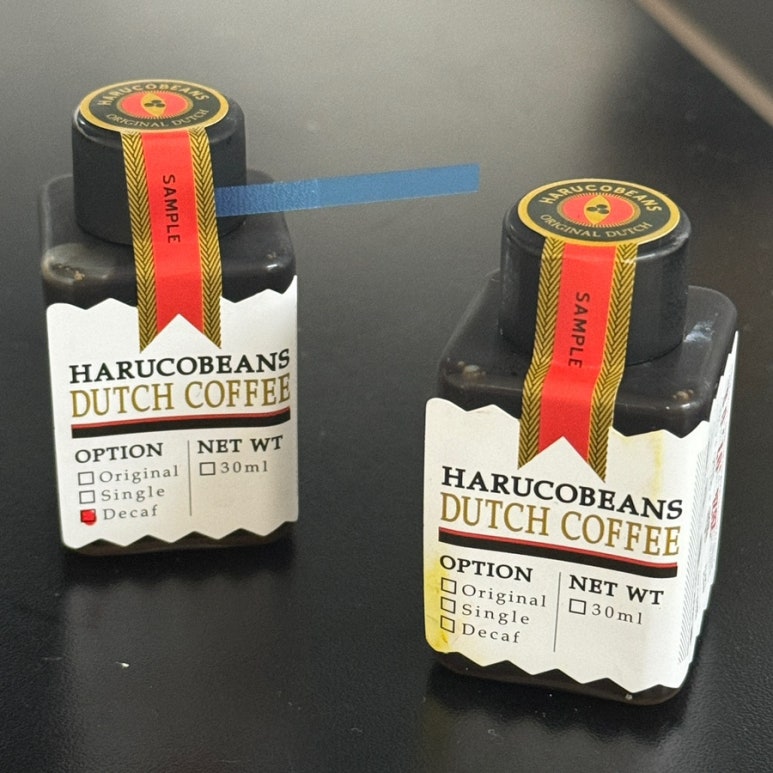 HARUCOBEANS
ORIGINAL DUTCH
SAMPLE
HARUCOBEANS
DUTCH COFFEE
OPTION
Original
Single
Decaf
NET WT
30ml
HARUCOBEANS
ORIGINAL DUTCH
SAMPLE
HARUCOBEANS
DUTCH COFFEE
OPTION
Original
Single
Decaf
NET WT
30ml